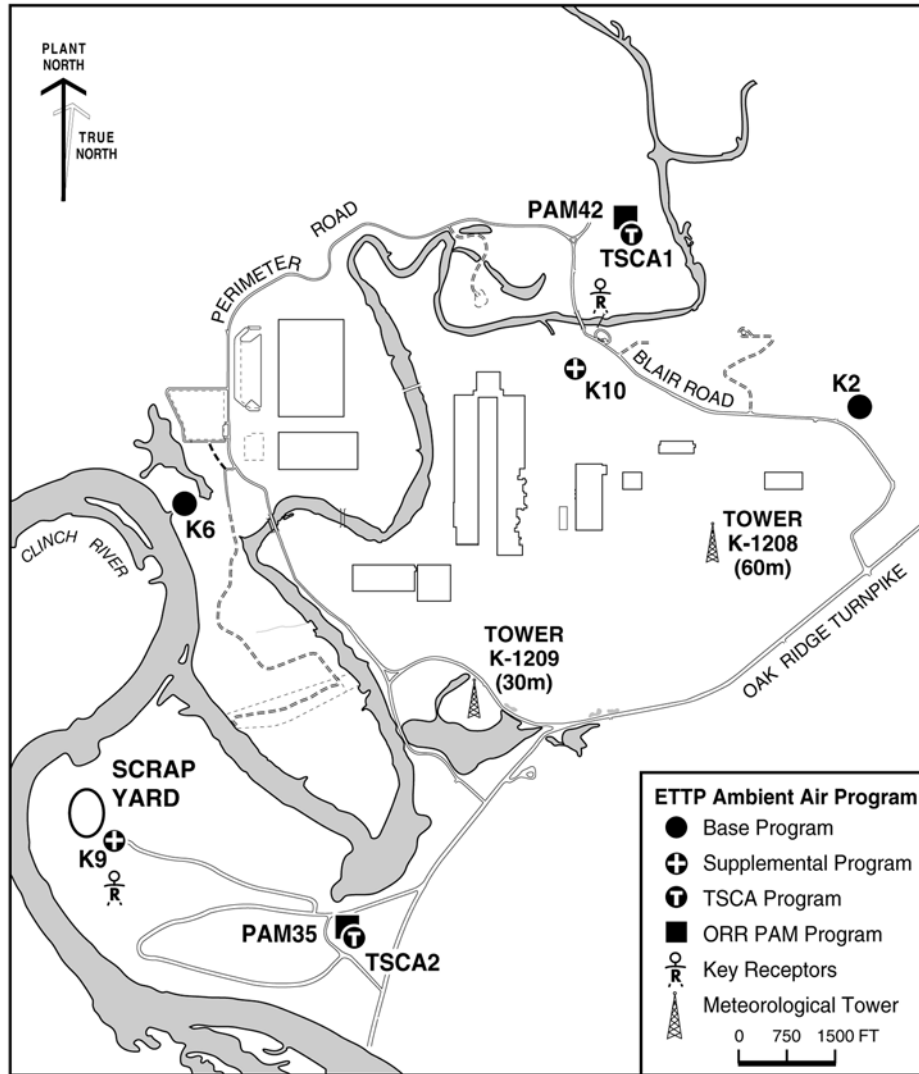 PLANT
NORTH
TRUE
NORTH
PERIMETER ROAD
PAM42
T
TSCA1
R
K10
BLAIR ROAD
K2
K6
CLINCH RIVER
TOWER
K-1208
(60m)
TOWER
K-1209
(30m)
OAK RIDGE TURNPIKE
SCRAP
YARD
K9
R
PAM35
T
TSCA2
ETTP Ambient Air Program
Base Program
Supplemental Program
T TSCA Program
ORR PAM Program
R Key Receptors
Meteorological Tower
0 750 1500 FT